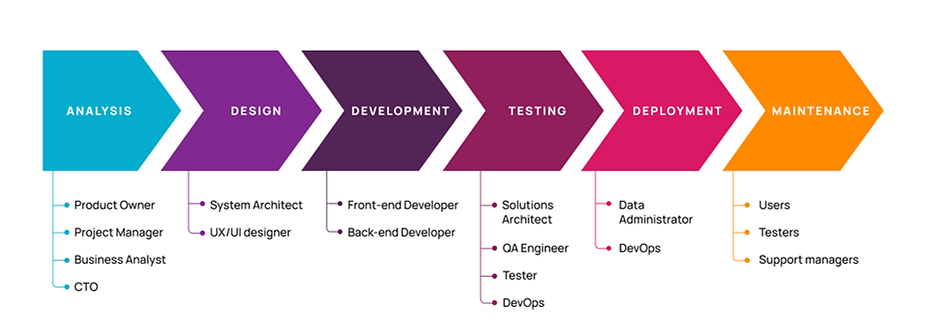 ANALYSIS
DESIGN
DEVELOPMENT
TESTING
DEPLOYMENT
MAINTENANCE
Product Owner
Project Manager
Business Analyst
CTO
System Architect
UX/UI designer
Front-end Developer
Back-end Developer
Solutions
Architect
QA Engineer
Tester
DevOps
Data
Administrator
DevOps
Users
Testers
Support managers